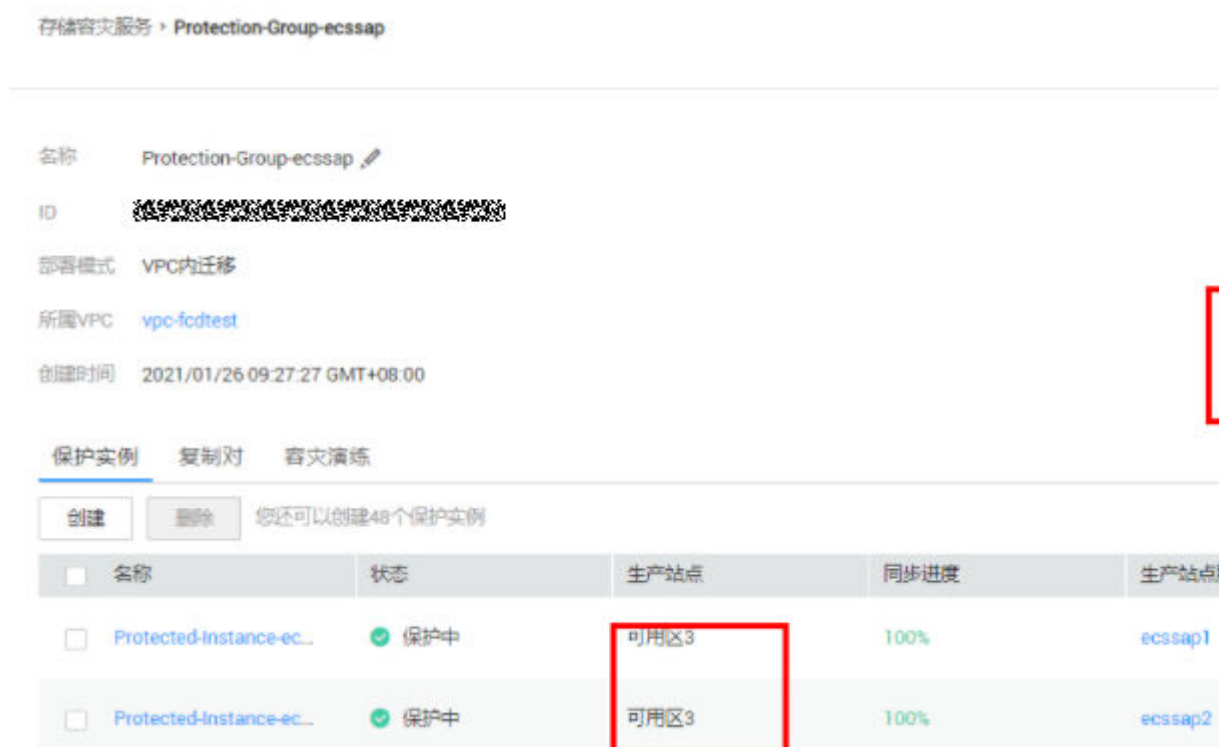 存储容灾服务 › Protection-Group-ecssap
名称 Protection-Group-ecssap
ID
部署模式 VPC内迁移
所属VPC vpc-fcdtest
创建时间 2021/01/26 09:27:27 GMT+08:00
保护实例 复制对 容灾演练
创建 删除 您还可以创建48个保护实例
名称 状态 生产站点 同步进度 生产站点
Protected-Instance-ec... 保护中 可用区3 100% ecssap1
Protected-Instance-ec... 保护中 可用区3 100% ecssap2